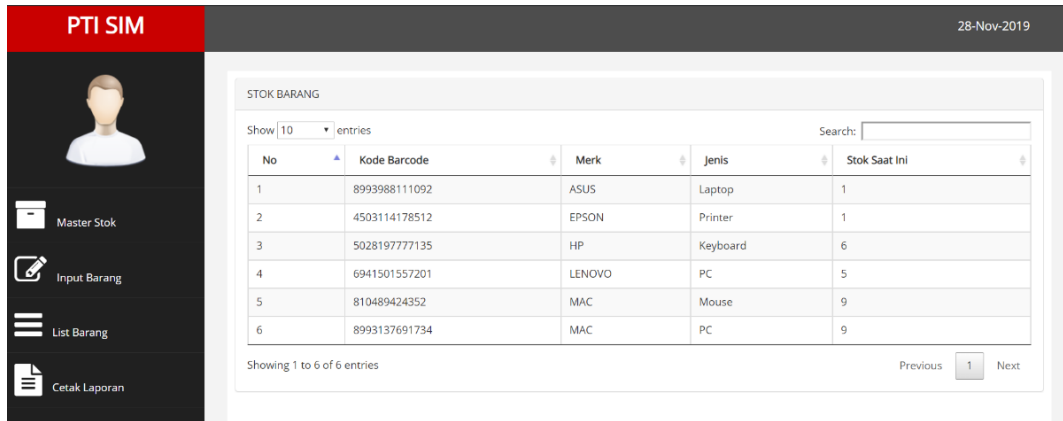 PTI SIM
28-Nov-2019
Master Stok
Input Barang
List Barang
Cetak Laporan
STOK BARANG
Show 10 entries Search:
No Kode Barcode Merk Jenis Stok Saat Ini
1 8993988111092 ASUS Laptop 1
2 4503114178512 EPSON Printer 1
3 5028197777135 HP Keyboard 6
4 6941501557201 LENOVO PC 5
5 810489424352 MAC Mouse 9
6 8993137691734 MAC PC 9
Showing 1 to 6 of 6 entries Previous 1 Next